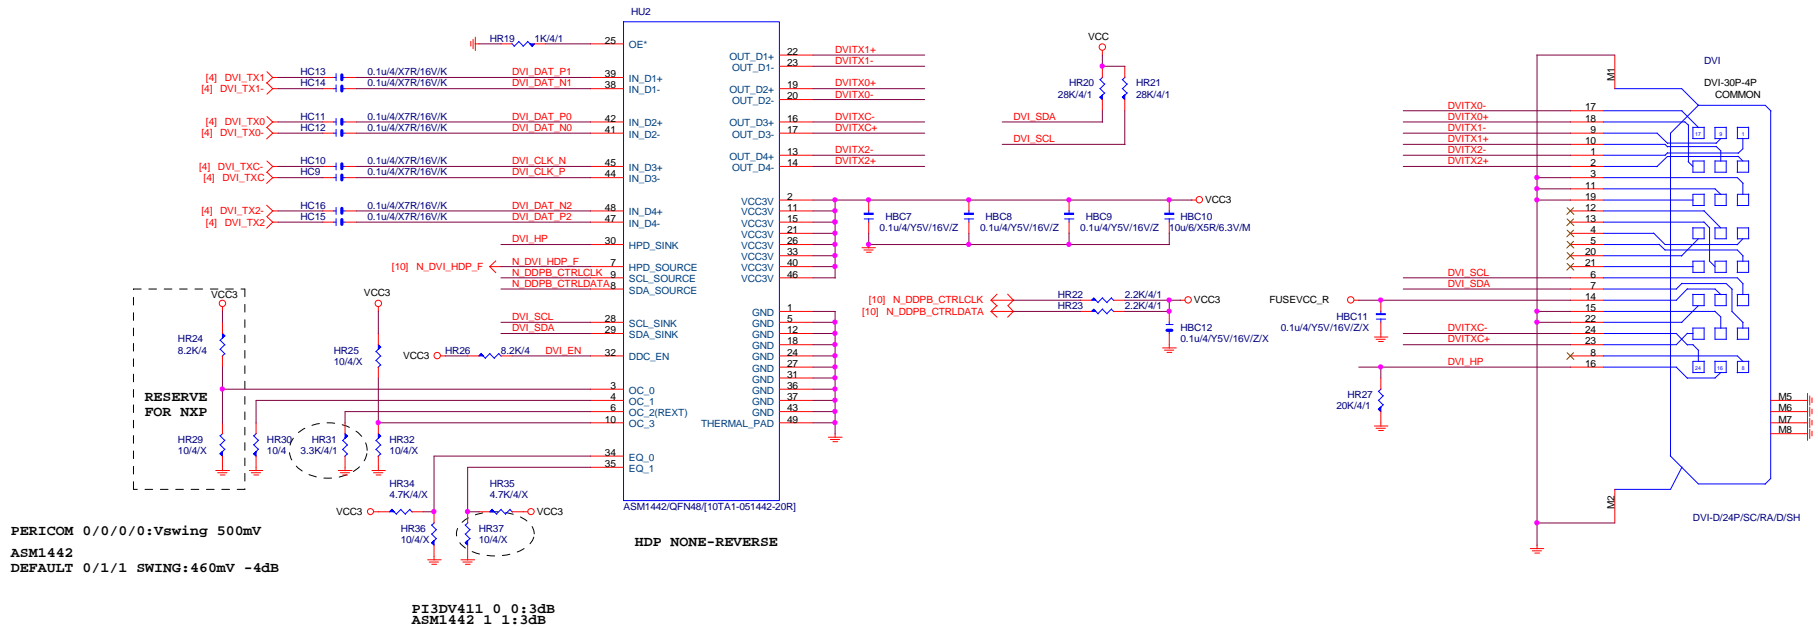 HU2
HR19 1K/4/1 25 OE*
[4] DVI_TX1 HC13 0.1u/4/X7R/16V/K DVI_DAT_P1 39 IN_D1+
[4] DVI_TX1- HC14 0.1u/4/X7R/16V/K DVI_DAT_N1 38 IN_D1-
[4] DVI_TX0 HC11 0.1u/4/X7R/16V/K DVI_DAT_P0 42 IN_D2+
[4] DVI_TX0- HC12 0.1u/4/X7R/16V/K DVI_DAT_N0 41 IN_D2-
[4] DVI_TXC- HC10 0.1u/4/X7R/16V/K DVI_CLK_N 45 IN_D3+
[4] DVI_TXC HC9 0.1u/4/X7R/16V/K DVI_CLK_P 44 IN_D3-
[4] DVI_TX2- HC16 0.1u/4/X7R/16V/K DVI_DAT_N2 48 IN_D4+
[4] DVI_TX2 HC15 0.1u/4/X7R/16V/K DVI_DAT_P2 47 IN_D4-
DVI_HP 30 HPD_SINK
[10] N_DVI_HDP_F N_DVI_HDP_F 7 HPD_SOURCE
N_DDPB_CTRLCLK 9 SCL_SOURCE
N_DDPB_CTRLDATA 8 SDA_SOURCE
DVI_SCL 28 SCL_SINK
DVI_SDA 29 SDA_SINK
VCC3 HR26 8.2K/4 DVI_EN 32 DDC_EN
3 OC_0
4 OC_1
6 OC_2(REXT)
10 OC_3
34 EQ_0
35 EQ_1
VCC3
HR24
8.2K/4
RESERVE
FOR NXP
HR29
10/4/X
HR30
10/4
HR31
3.3K/4/1
VCC3
HR25
10/4/X
HR32
10/4/X
HR34
4.7K/4/X
VCC3
HR36
10/4/X
HR35
4.7K/4/X
VCC3
HR37
10/4/X
OUT_D1+ 22 DVITX1+
OUT_D1- 23 DVITX1-
OUT_D2+ 19 DVITX0+
OUT_D2- 20 DVITX0-
OUT_D3+ 16 DVITXC-
OUT_D3- 17 DVITXC+
OUT_D4+ 13 DVITX2-
OUT_D4- 14 DVITX2+
VCC3V 2
VCC3V 11
VCC3V 15
VCC3V 21
VCC3V 26
VCC3V 33
VCC3V 40
VCC3V 46
GND 1
GND 5
GND 12
GND 18
GND 24
GND 27
GND 31
GND 36
GND 37
GND 43
THERMAL_PAD 49
ASM1442/QFN48/[10TA1-051442-20R]
HDP NONE-REVERSE
VCC
HR20
28K/4/1
HR21
28K/4/1
DVI_SDA
DVI_SCL
VCC3
HBC7
0.1u/4/Y5V/16V/Z
HBC8
0.1u/4/Y5V/16V/Z
HBC9
0.1u/4/Y5V/16V/Z
HBC10
10u/6/X5R/6.3V/M
[10] N_DDPB_CTRLCLK HR22 2.2K/4/1 VCC3
[10] N_DDPB_CTRLDATA HR23 2.2K/4/1
HBC12
0.1u/4/Y5V/16V/Z/X
DVI
DVI-30P-4P
COMMON
M1
DVITX0- 17
DVITX0+ 18
DVITX1- 9
DVITX1+ 10
DVITX2- 1
DVITX2+ 2
3
11
19
12
13
4
5
20
21
DVI_SCL 6
DVI_SDA 7
FUSEVCC_R 14
15
22
DVITXC- 24
DVITXC+ 23
8
DVI_HP 16
HBC11
0.1u/4/Y5V/16V/Z/X
HR27
20K/4/1
17 9 1
24 16 8
M5
M6
M7
M8
M2
DVI-D/24P/SC/RA/D/SH
PERICOM 0/0/0/0:Vswing 500mV
ASM1442
DEFAULT 0/1/1 SWING:460mV -4dB
PI3DV411 0 0:3dB
ASM1442 1 1:3dB